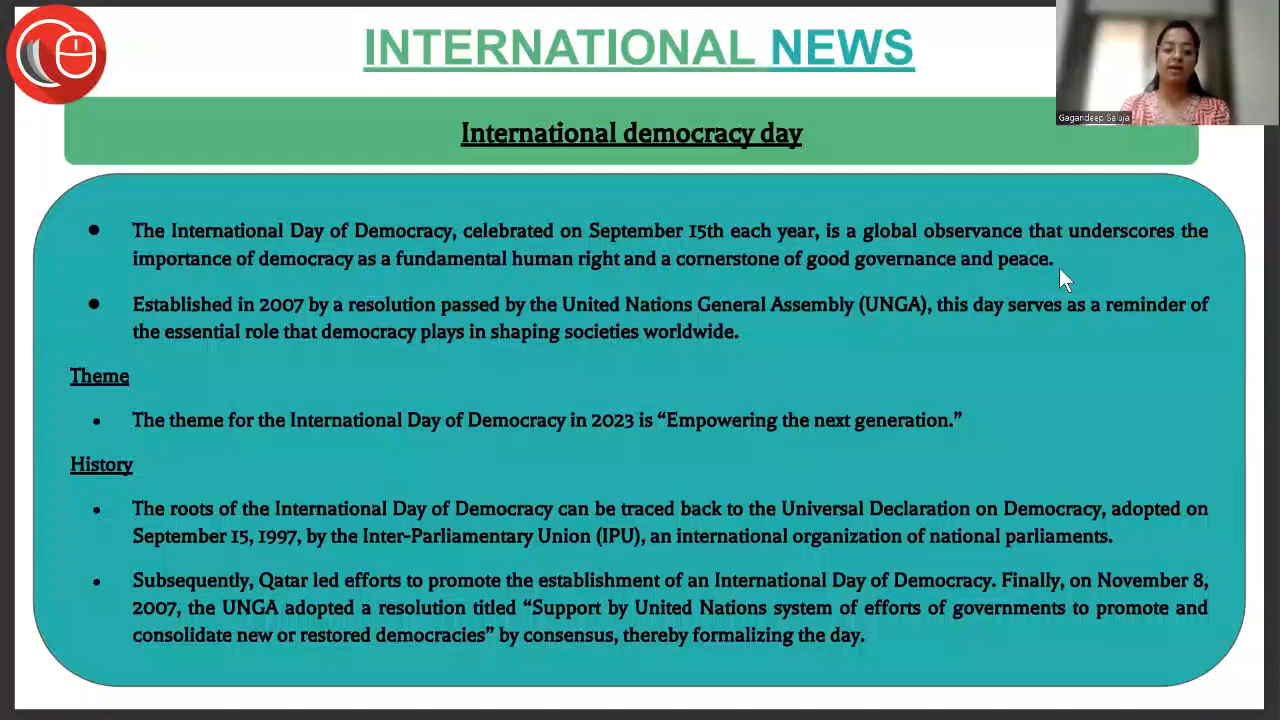 INTERNATIONAL NEWS
Gagandeep Saluja
International democracy day
● The International Day of Democracy, celebrated on September 15th each year, is a global observance that underscores the
importance of democracy as a fundamental human right and a cornerstone of good governance and peace.
● Established in 2007 by a resolution passed by the United Nations General Assembly (UNGA), this day serves as a reminder of
the essential role that democracy plays in shaping societies worldwide.
Theme
• The theme for the International Day of Democracy in 2023 is “Empowering the next generation.”
History
• The roots of the International Day of Democracy can be traced back to the Universal Declaration on Democracy, adopted on
September 15, 1997, by the Inter-Parliamentary Union (IPU), an international organization of national parliaments.
• Subsequently, Qatar led efforts to promote the establishment of an International Day of Democracy. Finally, on November 8,
2007, the UNGA adopted a resolution titled “Support by United Nations system of efforts of governments to promote and
consolidate new or restored democracies” by consensus, thereby formalizing the day.